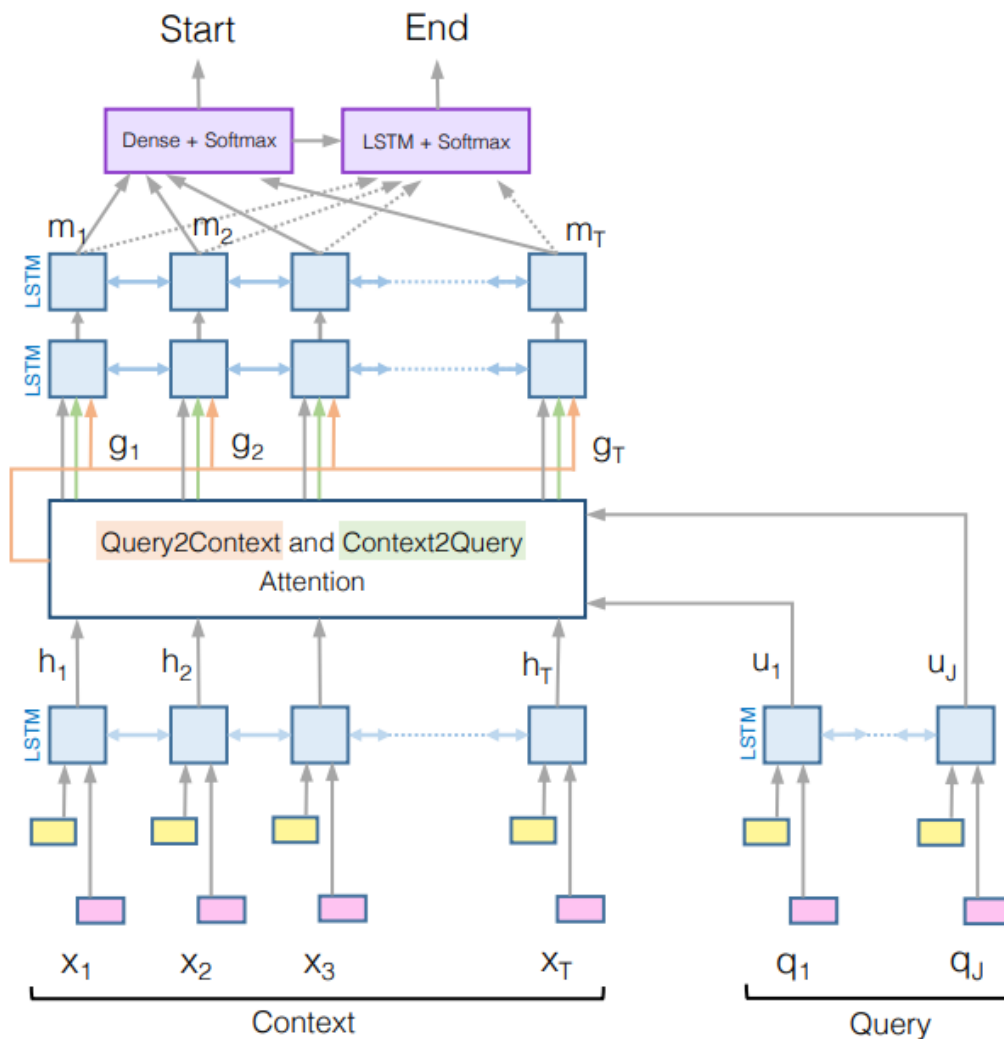 Start End
Dense + Softmax LSTM + Softmax
m1 m2 mT
LSTM
LSTM
g1 g2 gT
Query2Context and Context2Query
Attention
h1 h2 hT u1 uJ
LSTM LSTM
x1 x2 x3 xT q1 qJ
Context Query